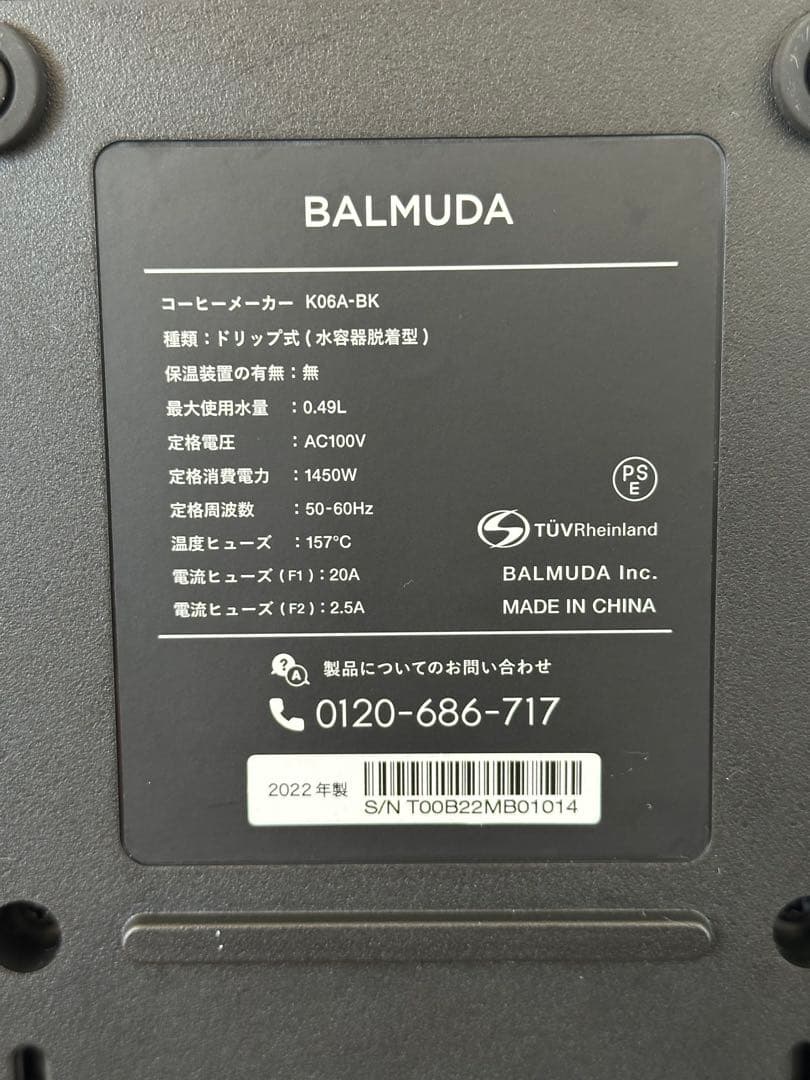 BALMUDA
コーヒーメーカー K06A-BK
種類：ドリップ式（水容器脱着型）
保温装置の有無：無
最大使用水量 ：0.49L
定格電圧 ：AC100V
定格消費電力 ：1450W
定格周波数 ：50-60Hz
温度ヒューズ ：157°C
電流ヒューズ（F1）：20A
電流ヒューズ（F2）：2.5A
PS
E
TÜVRheinland
BALMUDA Inc.
MADE IN CHINA
? A 製品についてのお問い合わせ
0120-686-717
2022年製
S/N T00B22MB01014